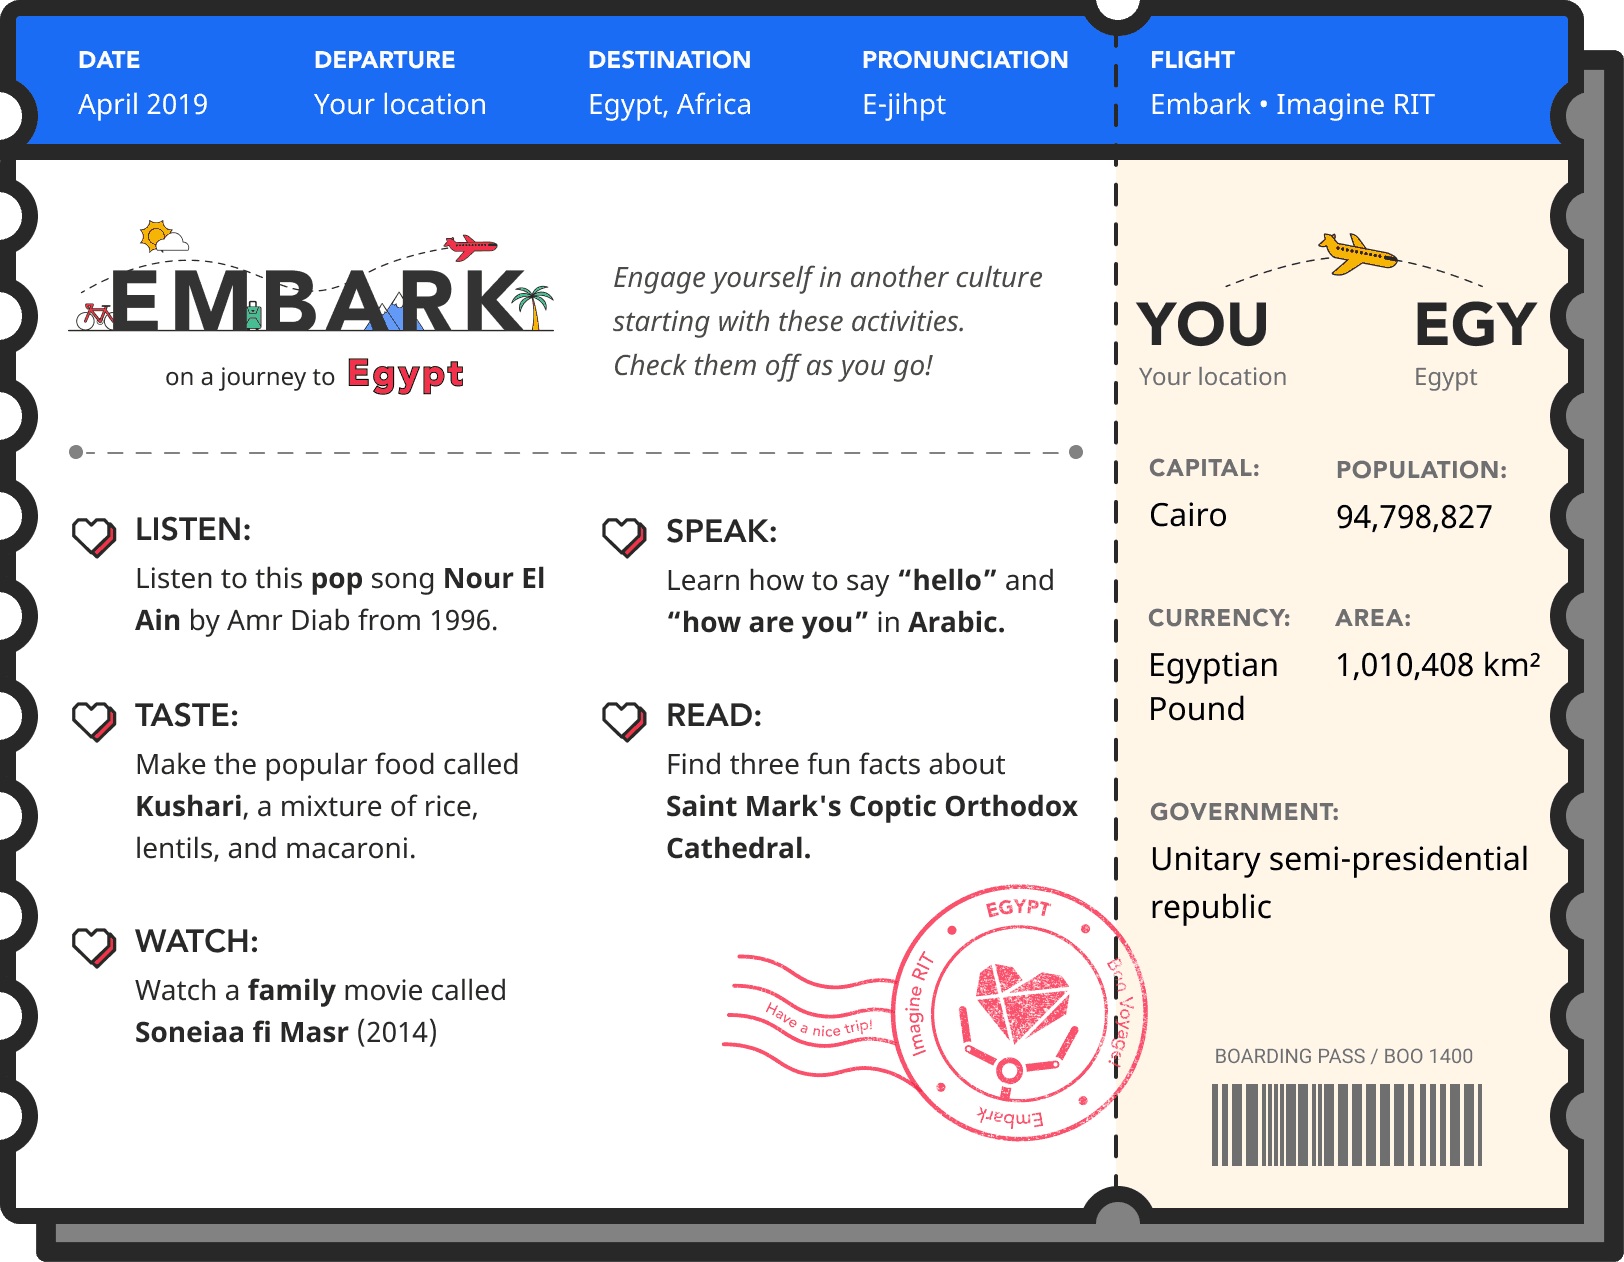 DATE
April 2019
DEPARTURE
Your location
DESTINATION
Egypt, Africa
PRONUNCIATION
E-jihpt
FLIGHT
Embark • Imagine RIT
EMBARK
on a journey to Egypt
Engage yourself in another culture
starting with these activities.
Check them off as you go!
LISTEN:
Listen to this pop song Nour El
Ain by Amr Diab from 1996.
SPEAK:
Learn how to say “hello” and
“how are you” in Arabic.
TASTE:
Make the popular food called
Kushari, a mixture of rice,
lentils, and macaroni.
READ:
Find three fun facts about
Saint Mark's Coptic Orthodox
Cathedral.
WATCH:
Watch a family movie called
Soneiaa fi Masr (2014)
Have a nice trip!
EGYPT
Imagine RIT
Bon Voyage!
Embark
YOU
Your location
EGY
Egypt
CAPITAL:
Cairo
POPULATION:
94,798,827
CURRENCY:
Egyptian
Pound
AREA:
1,010,408 km²
GOVERNMENT:
Unitary semi-presidential
republic
BOARDING PASS / BOO 1400